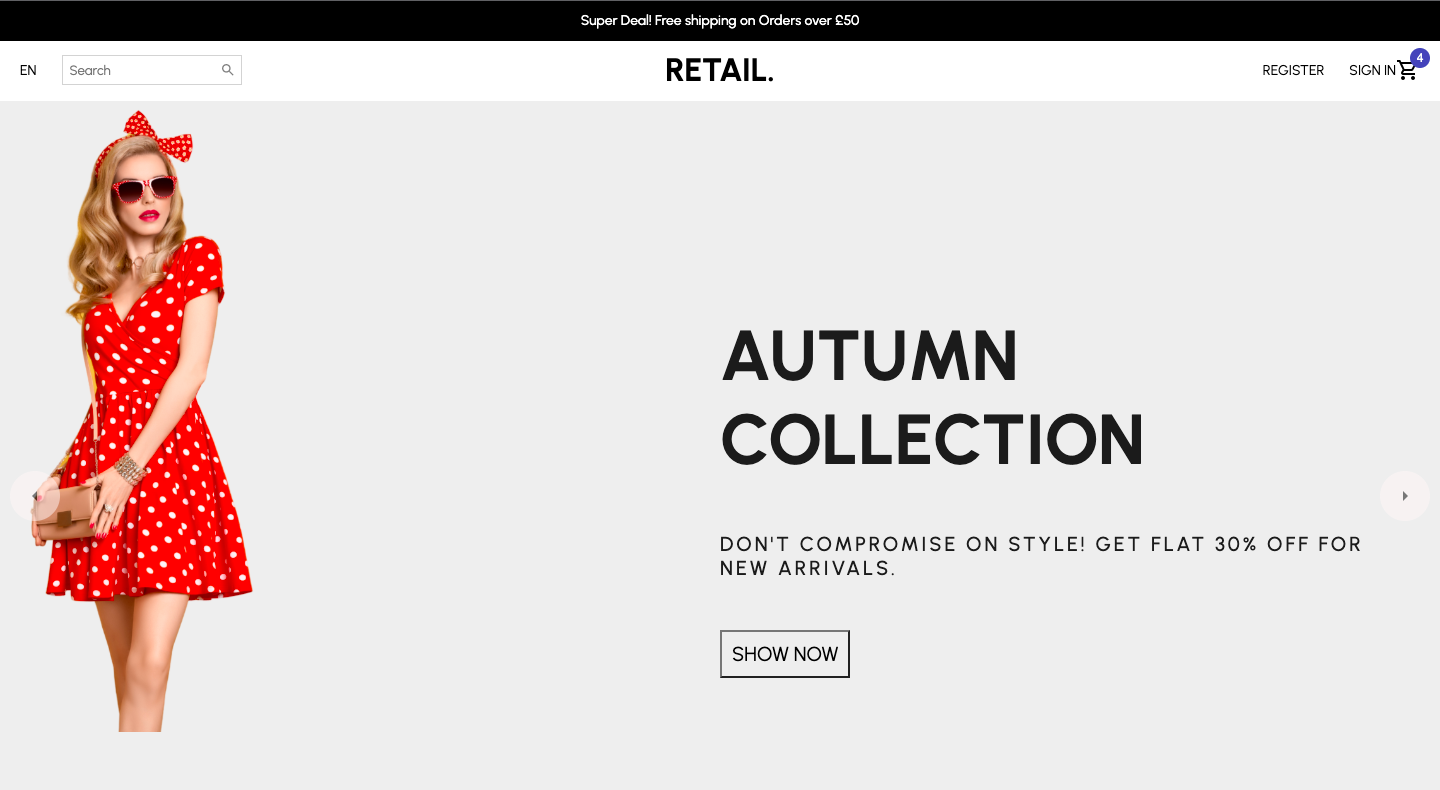 Super Deal! Free shipping on Orders over £50
EN
Search
RETAIL.
REGISTER
SIGN IN
4
AUTUMN
COLLECTION
DON'T COMPROMISE ON STYLE! GET FLAT 30% OFF FOR
NEW ARRIVALS.
SHOW NOW